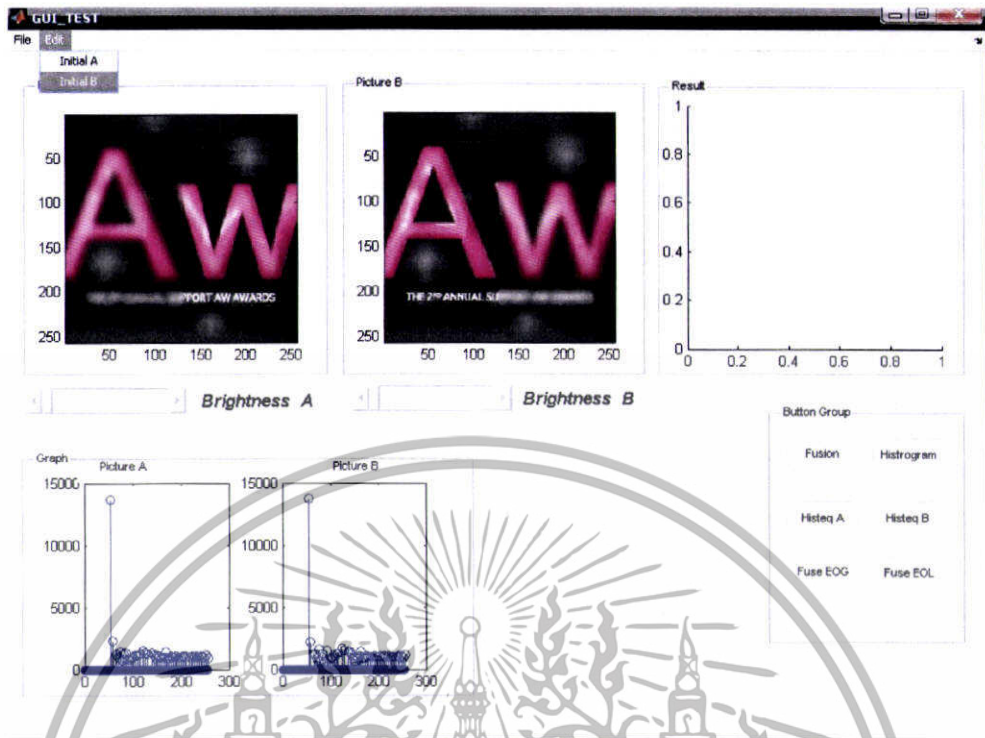 GUI_TEST
File Edit
Initial A
Initial B
Picture B
Result
50
100
150
200
250
50 100 150 200 250
Aw
PORT AW AWARDS
50
100
150
200
250
50 100 150 200 250
Aw
THE 2ND ANNUAL SU
1
0.8
0.6
0.4
0.2
0
0 0.2 0.4 0.6 0.8 1
Brightness A
Brightness B
Button Group
Fusion Histrogram
Histeq A Histeq B
Fuse EOG Fuse EOL
Graph
Picture A
15000
10000
5000
0
0 100 200 300
Picture B
15000
10000
5000
0
0 100 200 300